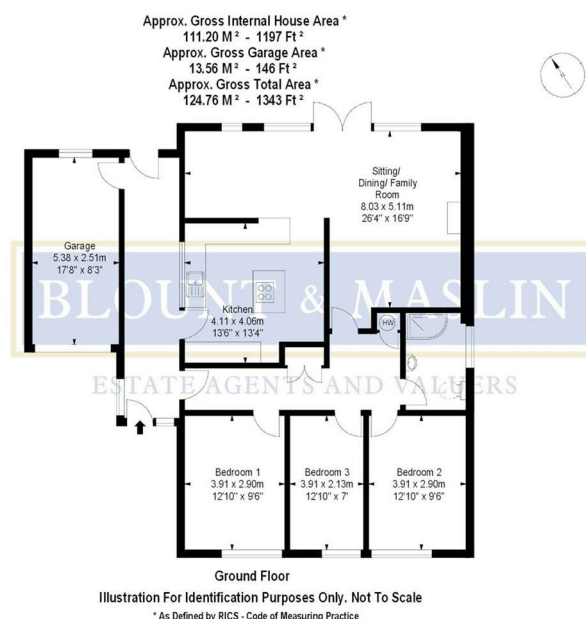 Approx. Gross Internal House Area *
111.20 M² - 1197 Ft²
Approx. Gross Garage Area *
13.56 M² - 146 Ft²
Approx. Gross Total Area *
124.76 M² - 1343 Ft²
N
Sitting/
Dining/ Family
Room
8.03 x 5.11m
26'4" x 16'9"
Garage
5.38 x 2.51m
17'8" x 8'3"
Kitchen
4.11 x 4.06m
13'6" x 13'4"
HW
BLOUNT & MASLIN
ESTATE AGENTS AND VALUERS
Bedroom 1
3.91 x 2.90m
12'10" x 9'6"
Bedroom 3
3.91 x 2.13m
12'10" x 7'
Bedroom 2
3.91 x 2.90m
12'10" x 9'6"
Ground Floor
Illustration For Identification Purposes Only. Not To Scale
* As Defined by RICS - Code of Measuring Practice